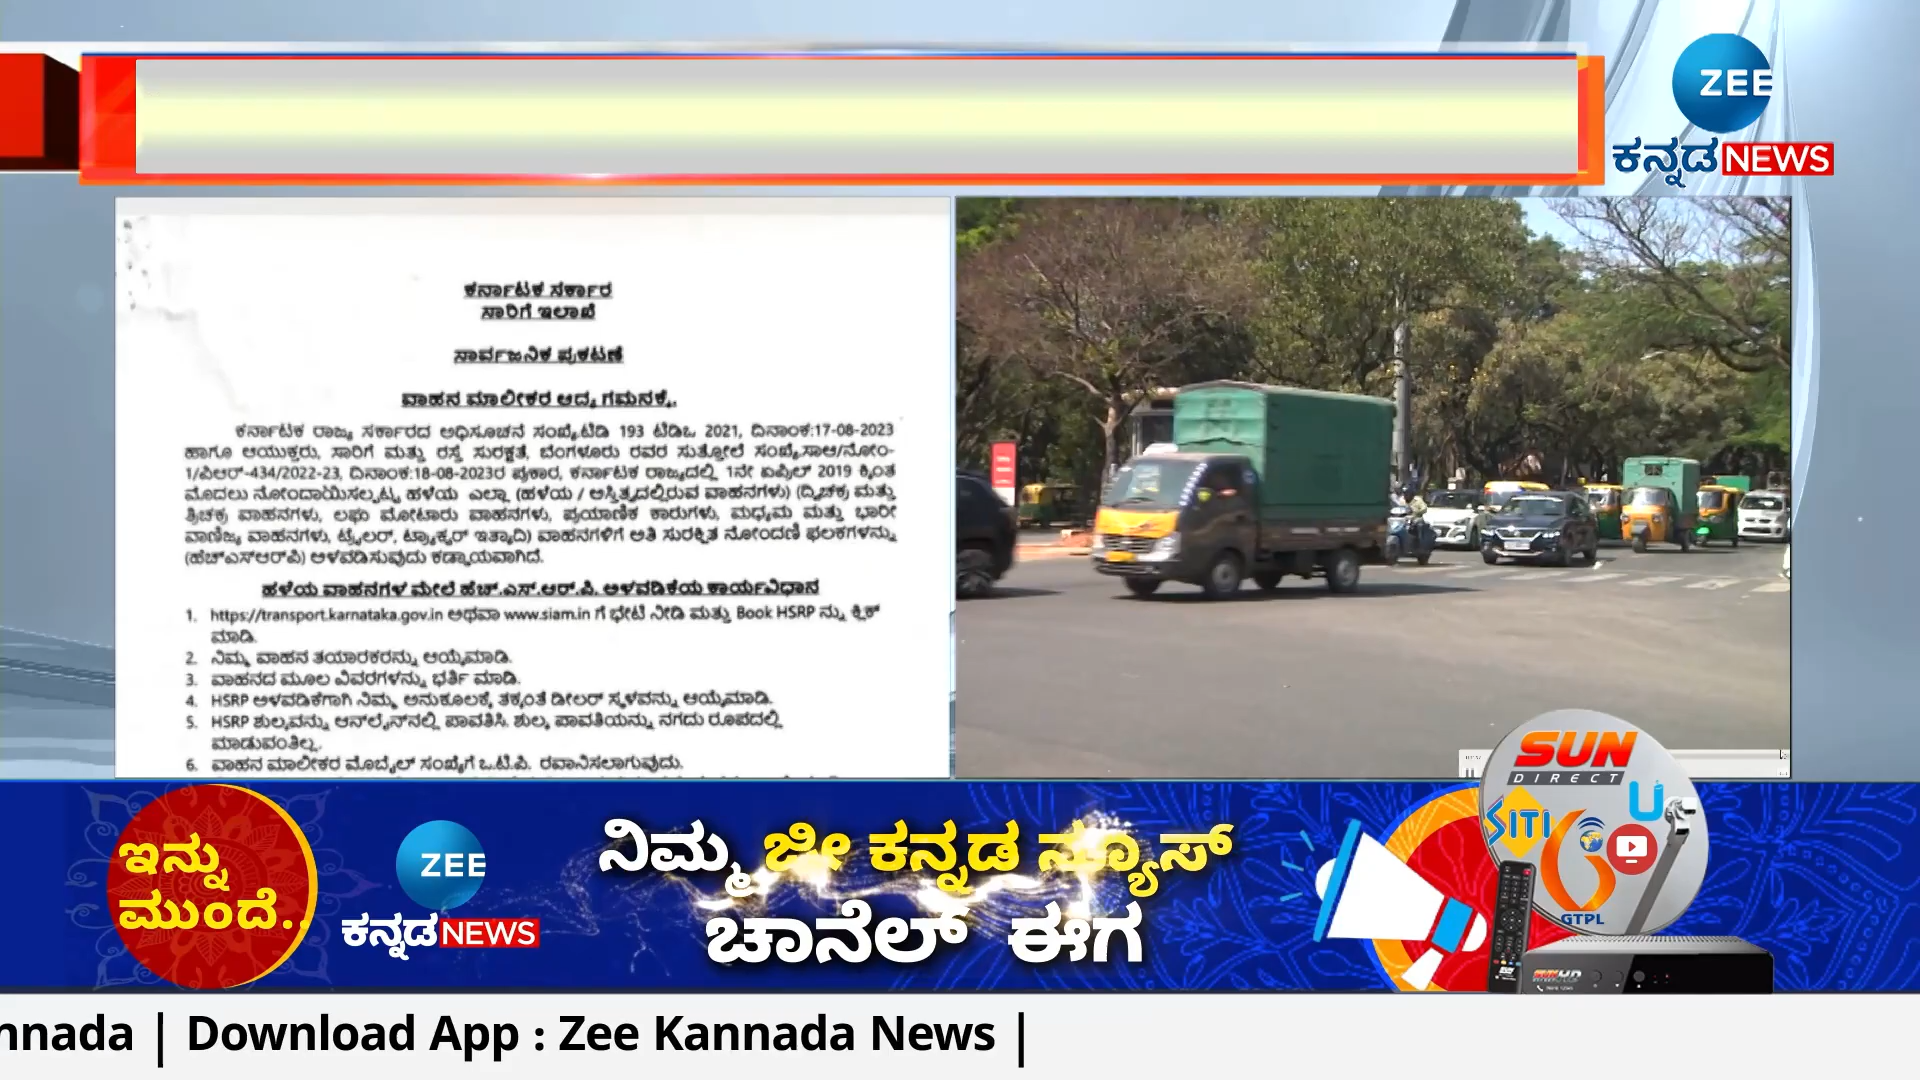 ZEE
ಕನ್ನಡ NEWS
ಕರ್ನಾಟಕ ಸರ್ಕಾರ
ಸಾರಿಗೆ ಇಲಾಖೆ
ಸಾರ್ವಜನಿಕ ಪ್ರಕಟಣೆ
ವಾಹನ ಮಾಲೀಕರ ಆದ್ಯ ಗಮನಕ್ಕೆ.
ಕರ್ನಾಟಕ ರಾಜ್ಯ ಸರ್ಕಾರದ ಅಧಿಸೂಚನೆ ಸಂಖ್ಯೆ:ಟಿಡಿ 193 ಟಿಡಿಒ 2021, ದಿನಾಂಕ:17-08-2023
ಹಾಗೂ ಆಯುಕ್ತರು, ಸಾರಿಗೆ ಮತ್ತು ರಸ್ತೆ ಸುರಕ್ಷತೆ, ಬೆಂಗಳೂರು ರವರ ಸುತ್ತೋಲೆ ಸಂಖ್ಯೆ:ಸಾಆ/ನೋಂ-
1/ಪಿಆರ್-434/2022-23, ದಿನಾಂಕ:18-08-2023ರ ಪ್ರಕಾರ, ಕರ್ನಾಟಕ ರಾಜ್ಯದಲ್ಲಿ 1ನೇ ಏಪ್ರಿಲ್ 2019 ಕ್ಕಿಂತ
ಮೊದಲು ನೋಂದಾಯಿಸಲ್ಪಟ್ಟ ಹಳೆಯ ಎಲ್ಲಾ (ಹಳೆಯ / ಅಸ್ತಿತ್ವದಲ್ಲಿರುವ ವಾಹನಗಳು) (ದ್ವಿಚಕ್ರ ಮತ್ತು
ತ್ರಿಚಕ್ರ ವಾಹನಗಳು, ಲಘು ಮೋಟಾರು ವಾಹನಗಳು, ಪ್ರಯಾಣಿಕ ಕಾರುಗಳು, ಮಧ್ಯಮ ಮತ್ತು ಭಾರೀ
ವಾಣಿಜ್ಯ ವಾಹನಗಳು, ಟ್ರೈಲರ್, ಟ್ರ್ಯಾಕ್ಟರ್ ಇತ್ಯಾದಿ) ವಾಹನಗಳಿಗೆ ಅತಿ ಸುರಕ್ಷಿತ ನೋಂದಣಿ ಫಲಕಗಳನ್ನು
(ಹೆಚ್‌ಎಸ್‌ಆರ್‌ಪಿ) ಅಳವಡಿಸುವುದು ಕಡ್ಡಾಯವಾಗಿದೆ.
ಹಳೆಯ ವಾಹನಗಳ ಮೇಲೆ ಹೆಚ್.ಎಸ್.ಆರ್.ಪಿ. ಅಳವಡಿಕೆಯ ಕಾರ್ಯವಿಧಾನ
1. https://transport.karnataka.gov.in ಅಥವಾ www.siam.in ಗೆ ಭೇಟಿ ನೀಡಿ ಮತ್ತು Book HSRP ನ್ನು ಕ್ಲಿಕ್
ಮಾಡಿ.
2. ನಿಮ್ಮ ವಾಹನ ತಯಾರಕರನ್ನು ಆಯ್ಕೆಮಾಡಿ.
3. ವಾಹನದ ಮೂಲ ವಿವರಗಳನ್ನು ಭರ್ತಿ ಮಾಡಿ.
4. HSRP ಅಳವಡಿಕೆಗಾಗಿ ನಿಮ್ಮ ಅನುಕೂಲಕ್ಕೆ ತಕ್ಕಂತೆ ಡೀಲರ್ ಸ್ಥಳವನ್ನು ಆಯ್ಕೆಮಾಡಿ.
5. HSRP ಶುಲ್ಕವನ್ನು ಆನ್‌ಲೈನ್‌ನಲ್ಲಿ ಪಾವತಿಸಿ. ಶುಲ್ಕ ಪಾವತಿಯನ್ನು ನಗದು ರೂಪದಲ್ಲಿ
ಮಾಡುವಂತಿಲ್ಲ.
6. ವಾಹನ ಮಾಲೀಕರ ಮೊಬೈಲ್ ಸಂಖ್ಯೆಗೆ ಒ.ಟಿ.ಪಿ. ರವಾನಿಸಲಾಗುವುದು.
ಇನ್ನು
ಮುಂದೆ..
ZEE
ಕನ್ನಡ NEWS
ನಿಮ್ಮ ಜೀ ಕನ್ನಡ ನ್ಯೂಸ್
ಚಾನೆಲ್ ಈಗ
SUN
DIRECT
SITI
U
GTPL
SUN HD
nnada | Download App : Zee Kannada News |